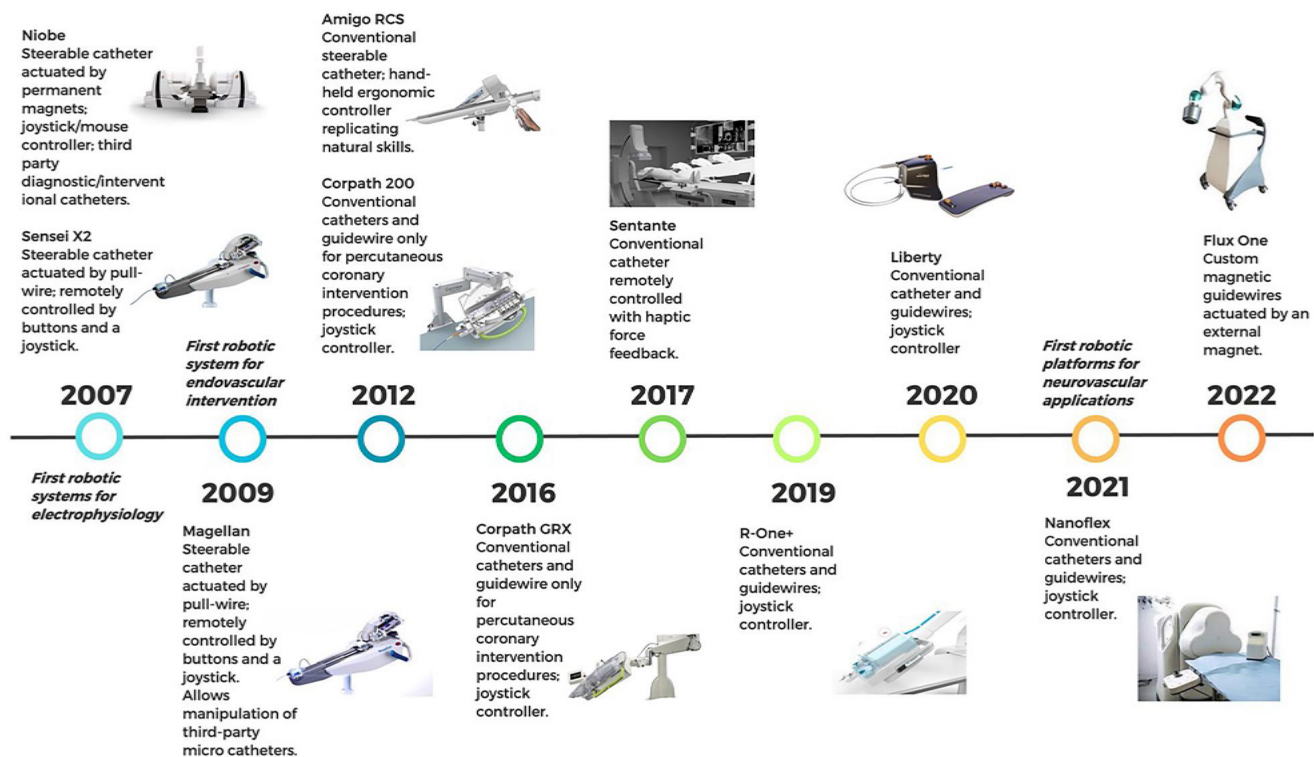 Niobe
Steerable catheter
actuated by
permanent
magnets;
joystick/mouse
controller; third
party
diagnostic/intervent
ional catheters.
Sensei X2
Steerable catheter
actuated by pull-
wire; remotely
controlled by
buttons and a
joystick.
2007
First robotic
systems for
electrophysiology
First robotic
system for
endovascular
intervention
2009
Magellan
Steerable
catheter
actuated by
pull-wire;
remotely
controlled by
buttons and a
joystick.
Allows
manipulation of
third-party
micro catheters.
Amigo RCS
Conventional
steerable
catheter; hand-
held ergonomic
controller
replicating
natural skills.
Corpath 200
Conventional
catheters and
guidewire only
for percutaneous
coronary
intervention
procedures;
joystick
controller.
2012
2016
Corpath GRX
Conventional
catheters and
guidewire only
for
percutaneous
coronary
intervention
procedures;
joystick
controller.
Sentante
Conventional
catheter
remotely
controlled
with haptic
force
feedback.
2017
2019
R-One+
Conventional
catheters and
guidewires;
joystick
controller.
Liberty
Conventional
catheter and
guidewires;
joystick
controller
2020
First robotic
platforms for
neurovascular
applications
2021
Nanoflex
Conventional
catheters and
guidewires;
joystick
controller.
Flux One
Custom
magnetic
guidewires
actuated by an
external
magnet.
2022